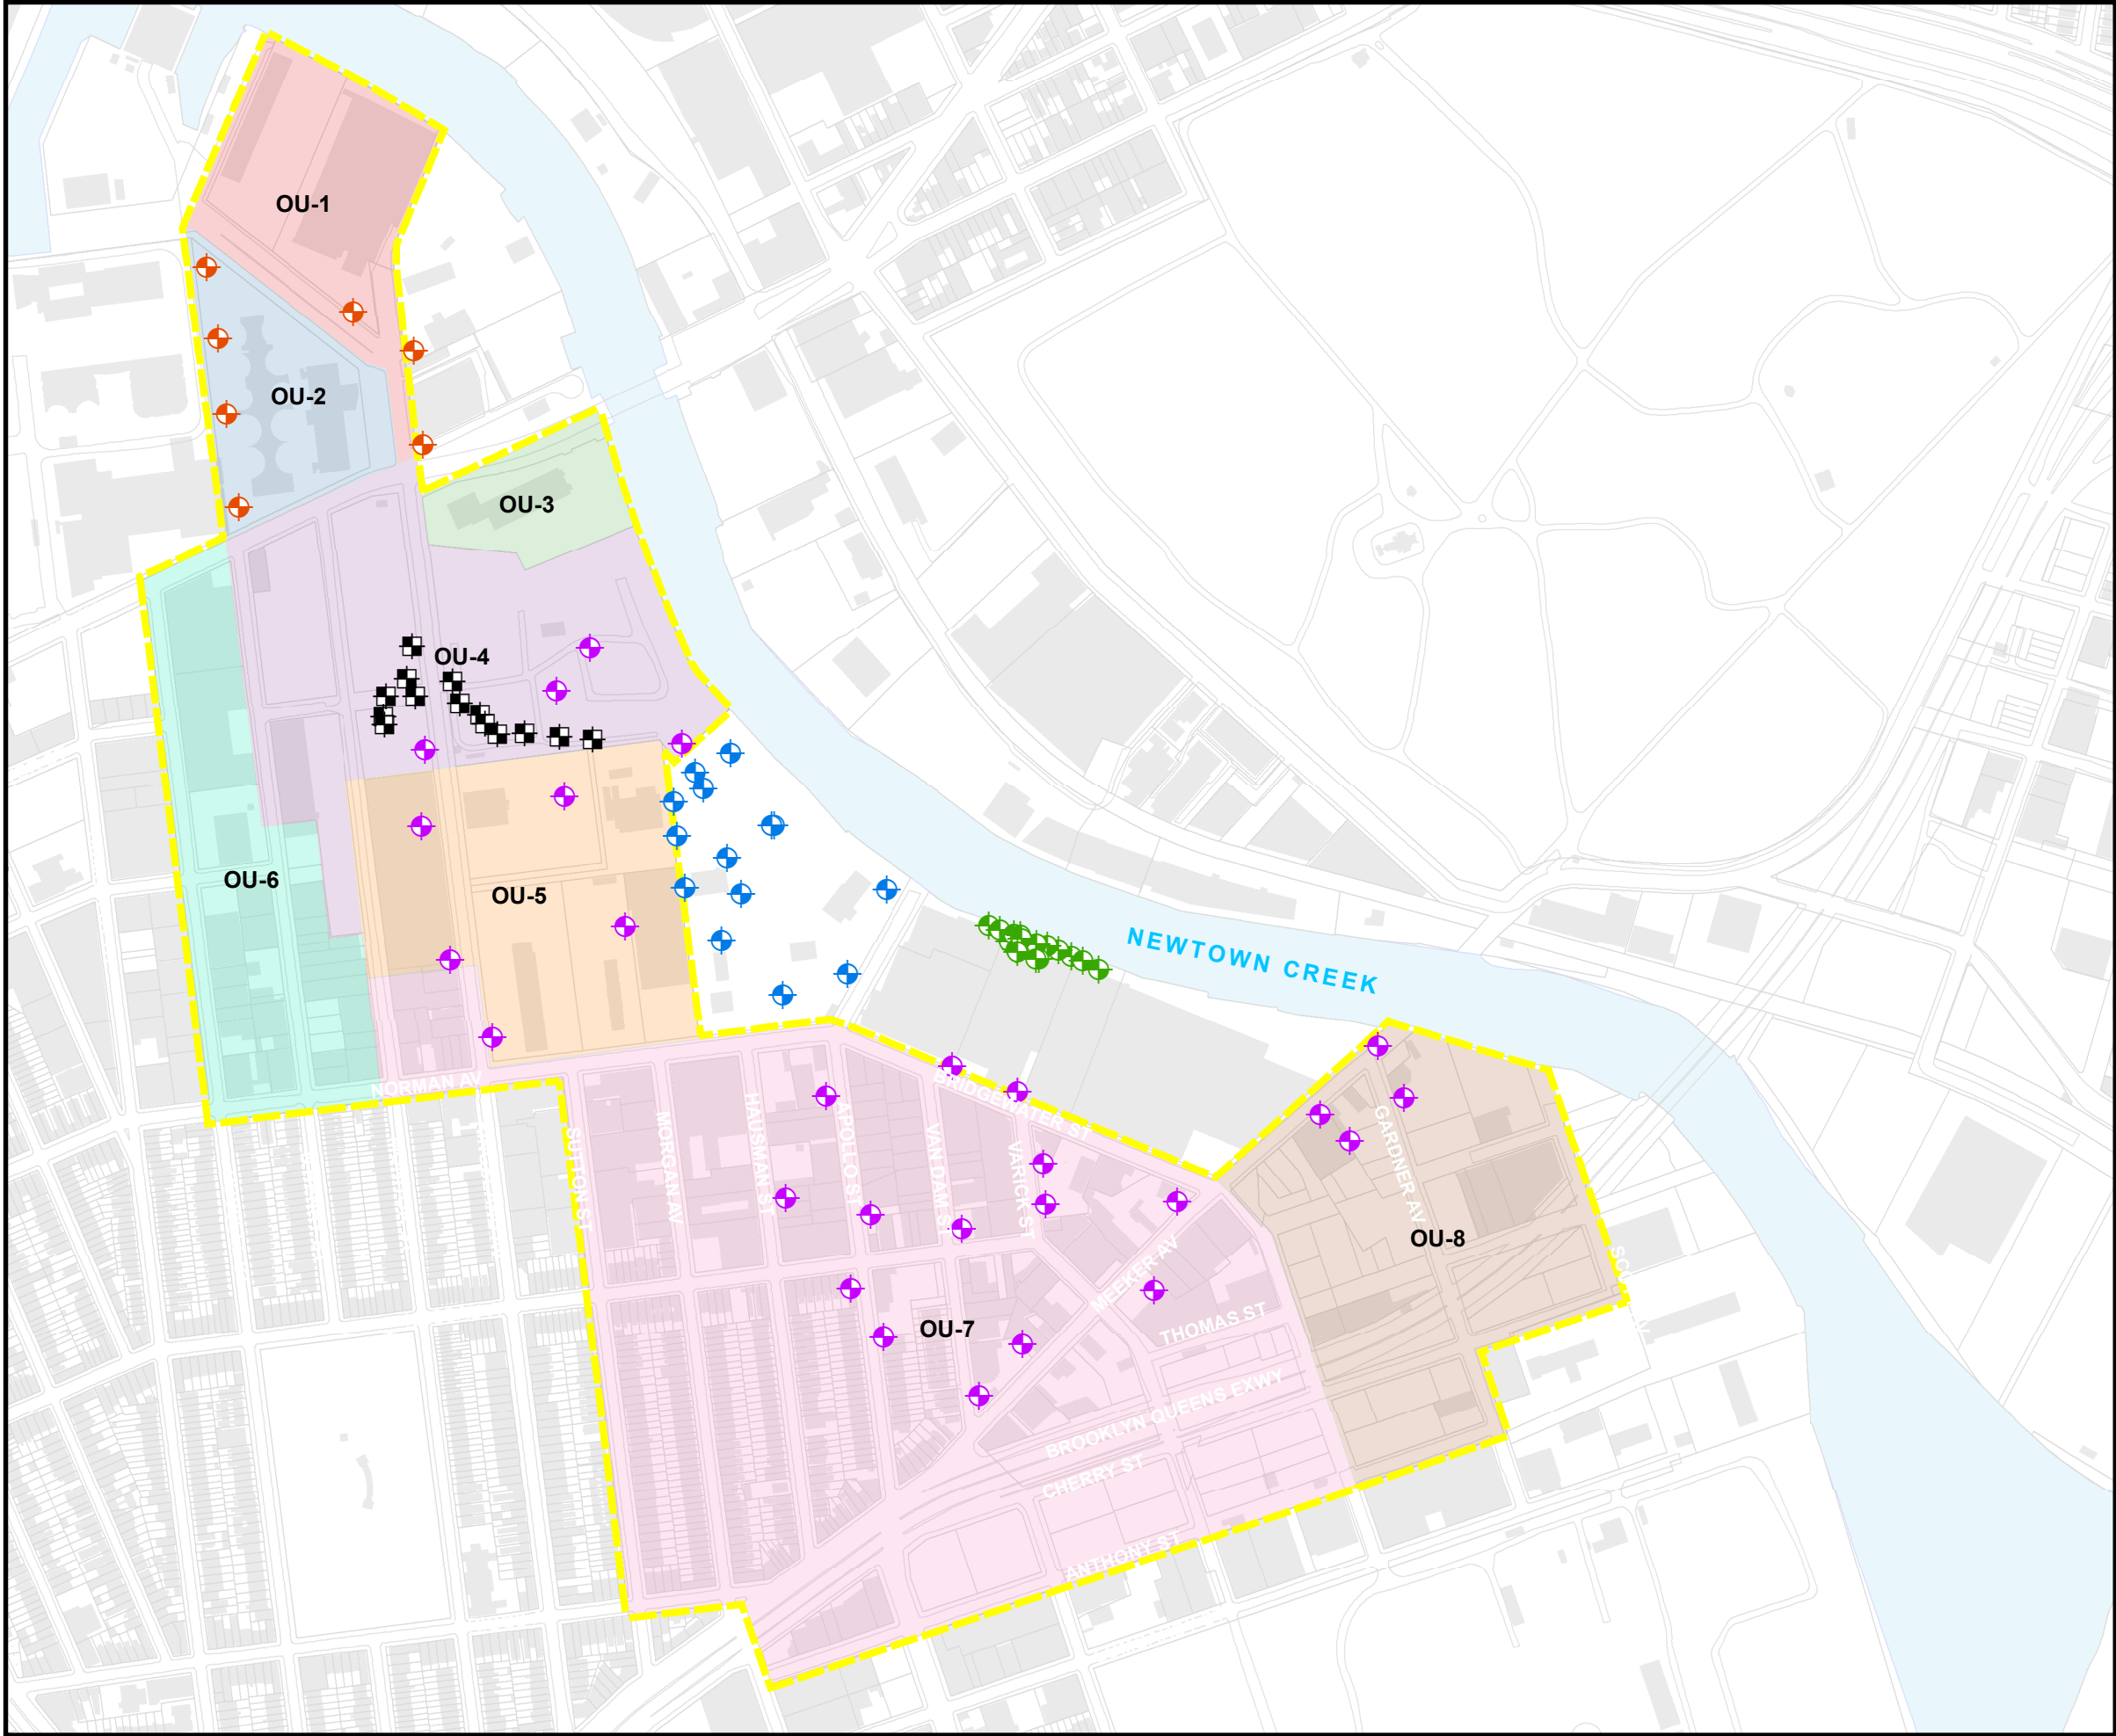 OU-1
OU-2
OU-3
OU-4
OU-6
OU-5
NEWTOWN CREEK
NORMAN AV
BRIDGEWATER ST
SUTTON ST
MORGAN AV
HAUSMAN ST
APOLLO ST
VAN DAM ST
VARICK ST
GARDNER AV
OU-8
MEEKER AV
THOMAS ST
OU-7
BROOKLYN QUEENS EXWY
CHERRY ST
ANTHONY ST